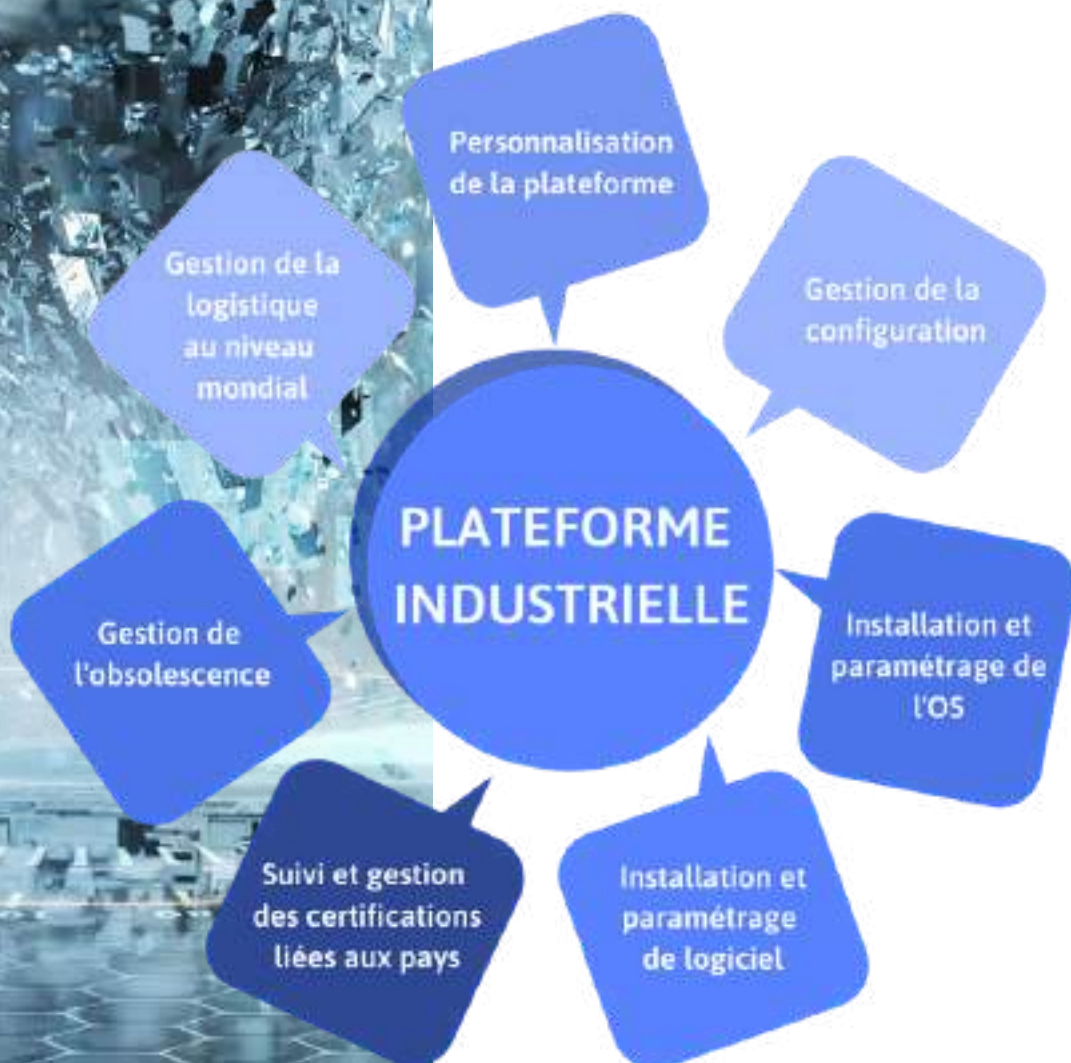 Personnalisation
de la plateforme
Gestion de la
configuration
Installation et
paramétrage de
l'OS
Installation et
paramétrage
de logiciel
Suivi et gestion
des certifications
liées aux pays
Gestion de
l'obsolescence
Gestion de la
logistique
au niveau
mondial
PLATEFORME
INDUSTRIELLE